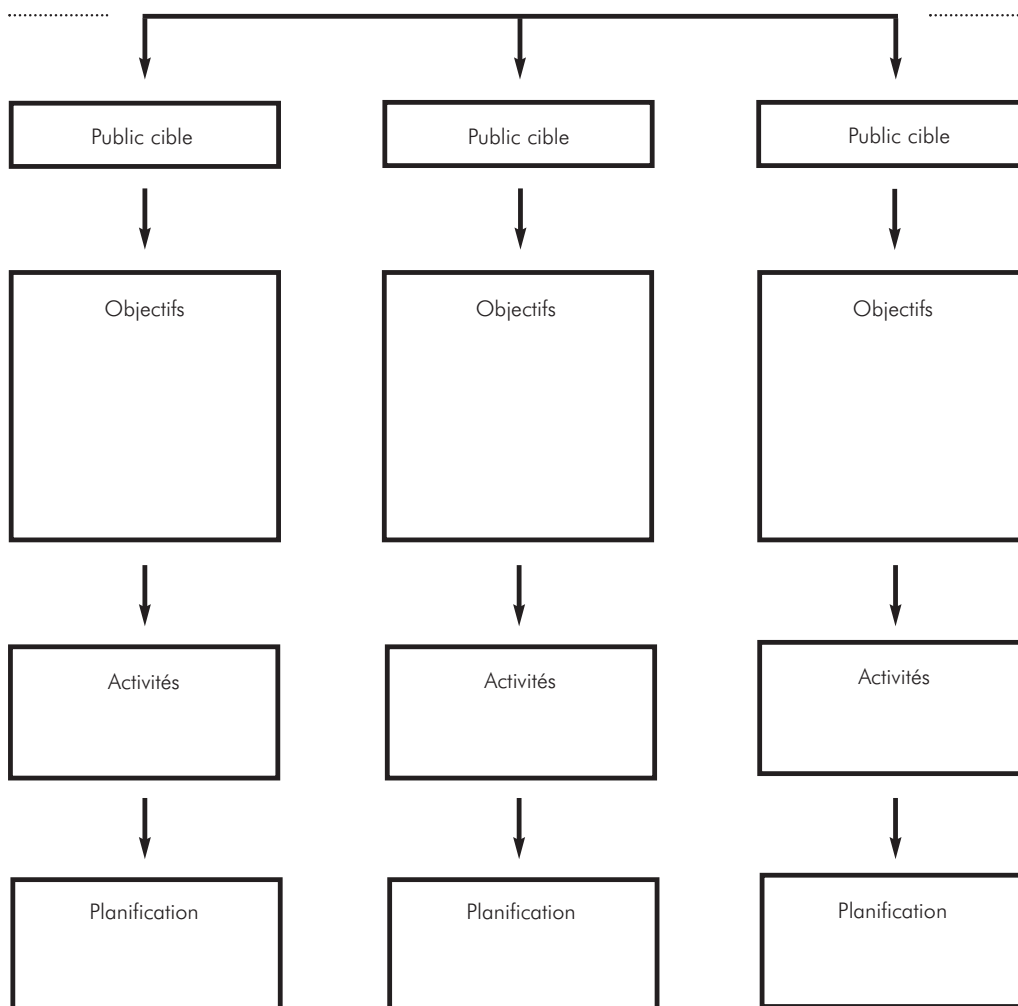 Public cible
Public cible
Public cible
Objectifs
Objectifs
Objectifs
Activités
Activités
Activités
Planification
Planification
Planification